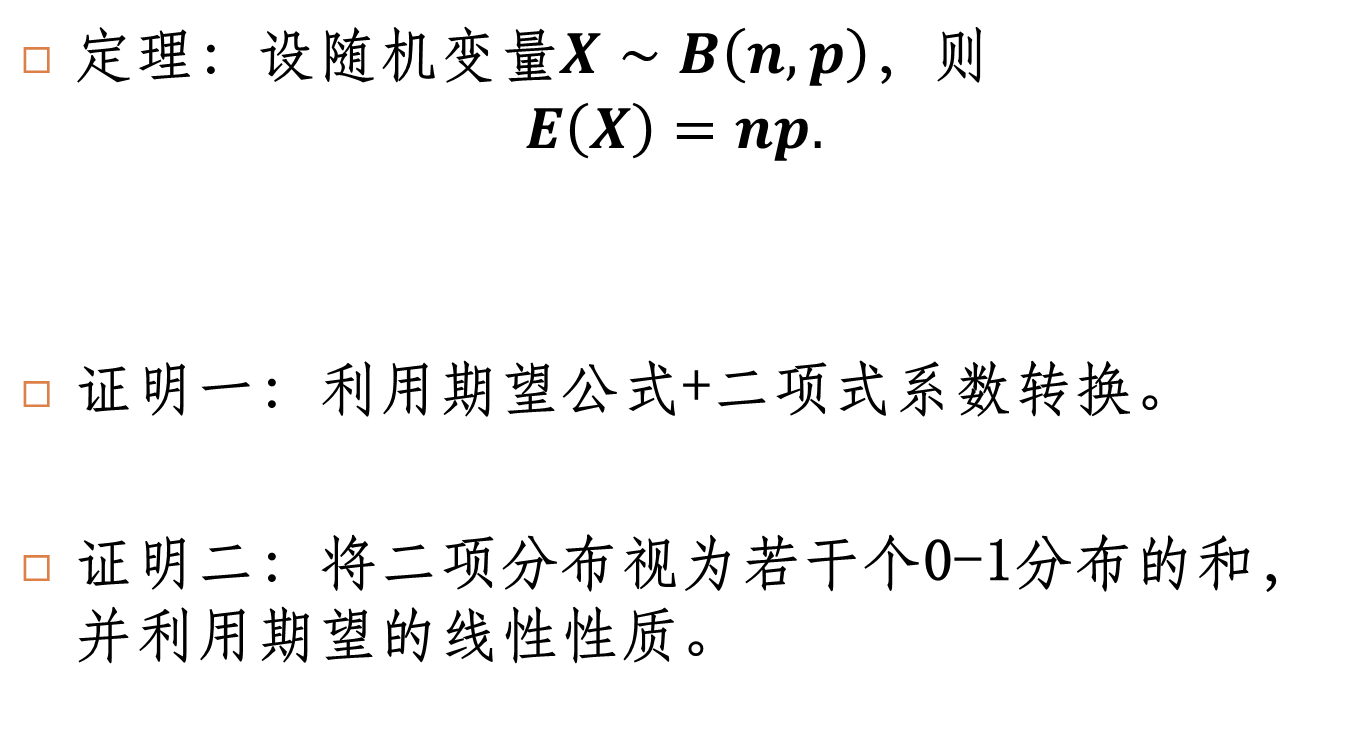 定理：设随机变量X ~ B(n, p)，则
E(X) = np.
证明一：利用期望公式+二项式系数转换。
证明二：将二项分布视为若干个0-1分布的和，
并利用期望的线性性质。